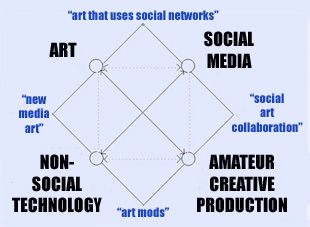 “art that uses social networks”
ART
SOCIAL
MEDIA
“new
media
art”
“social
art
collaboration”
NON-
SOCIAL
TECHNOLOGY
AMATEUR
CREATIVE
PRODUCTION
“art mods”